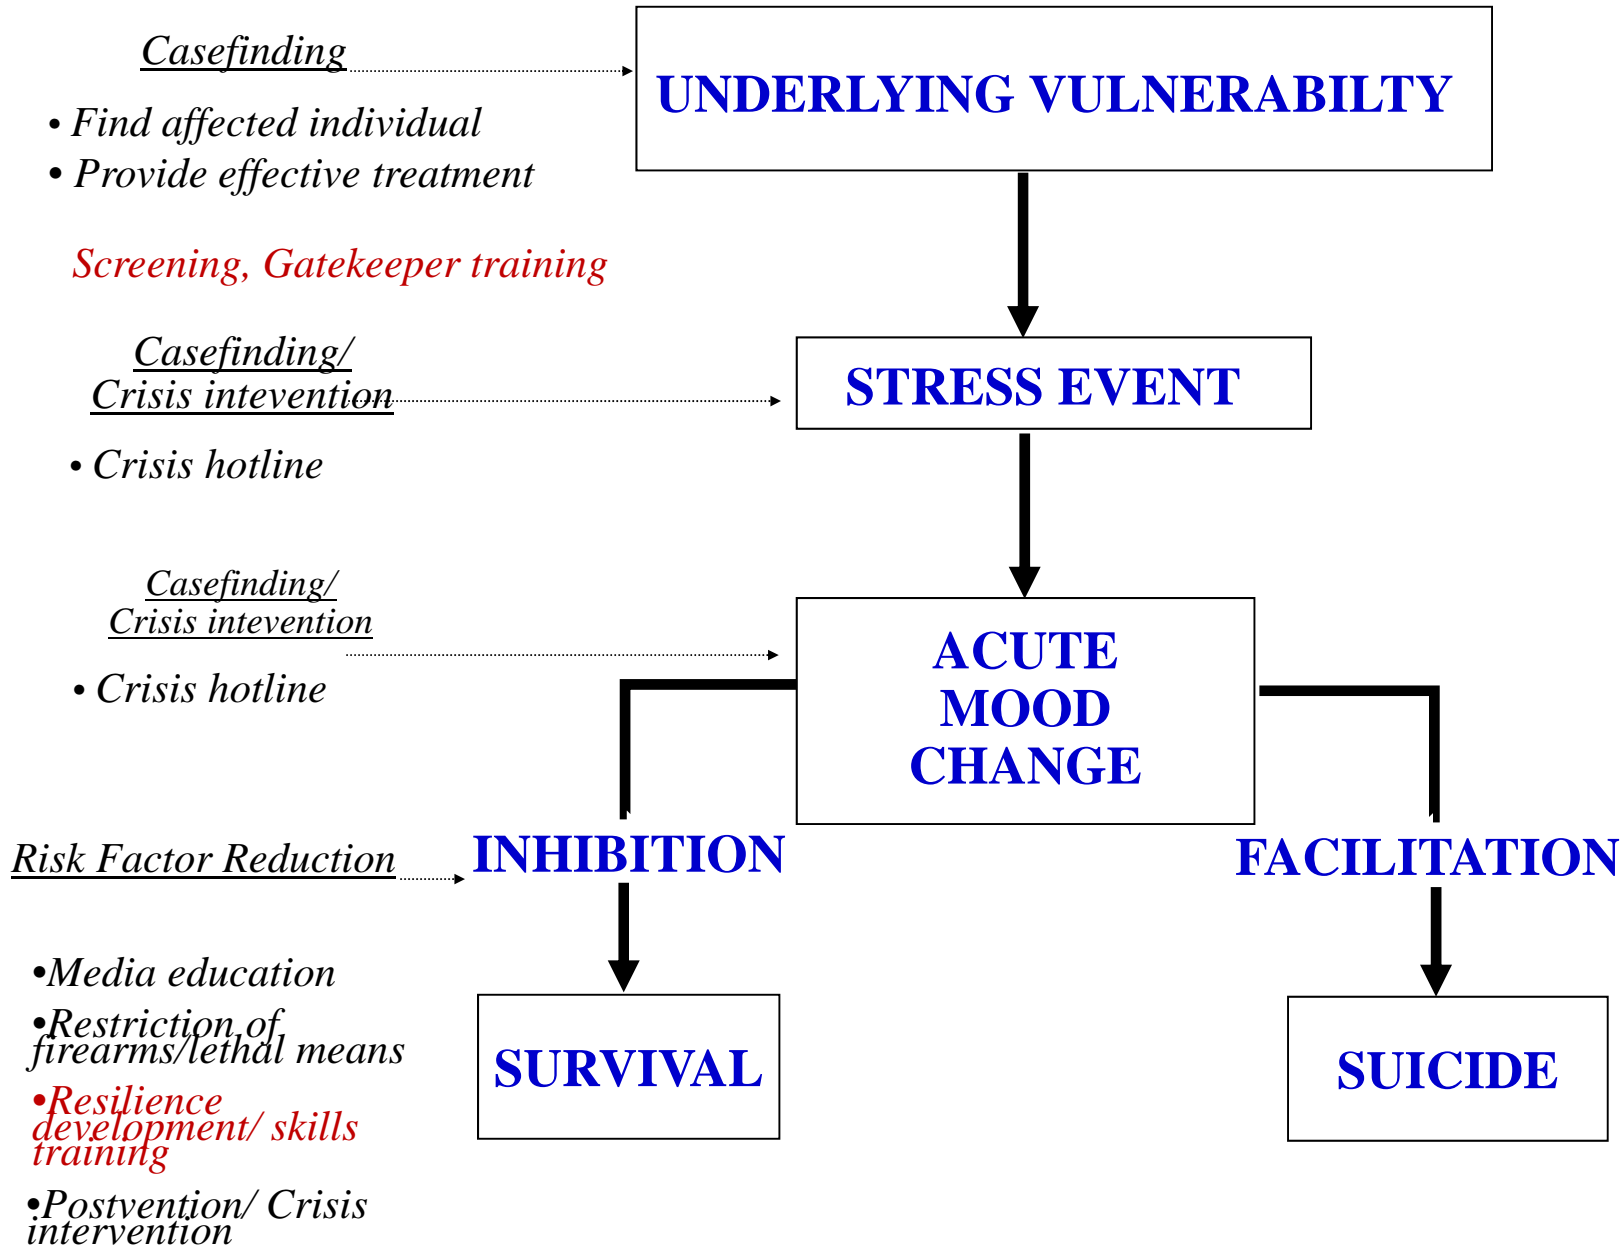 Casefinding
UNDERLYING VULNERABILTY
• Find affected individual
• Provide effective treatment
Screening, Gatekeeper training
Casefinding/
Crisis intevention
STRESS EVENT
• Crisis hotline
Casefinding/
Crisis intevention
• Crisis hotline
ACUTE
MOOD
CHANGE
Risk Factor Reduction
INHIBITION
FACILITATION
•Media education
•Restriction of
firearms/lethal means
•Resilience
development/ skills
training
•Postvention/ Crisis
intervention
SURVIVAL
SUICIDE